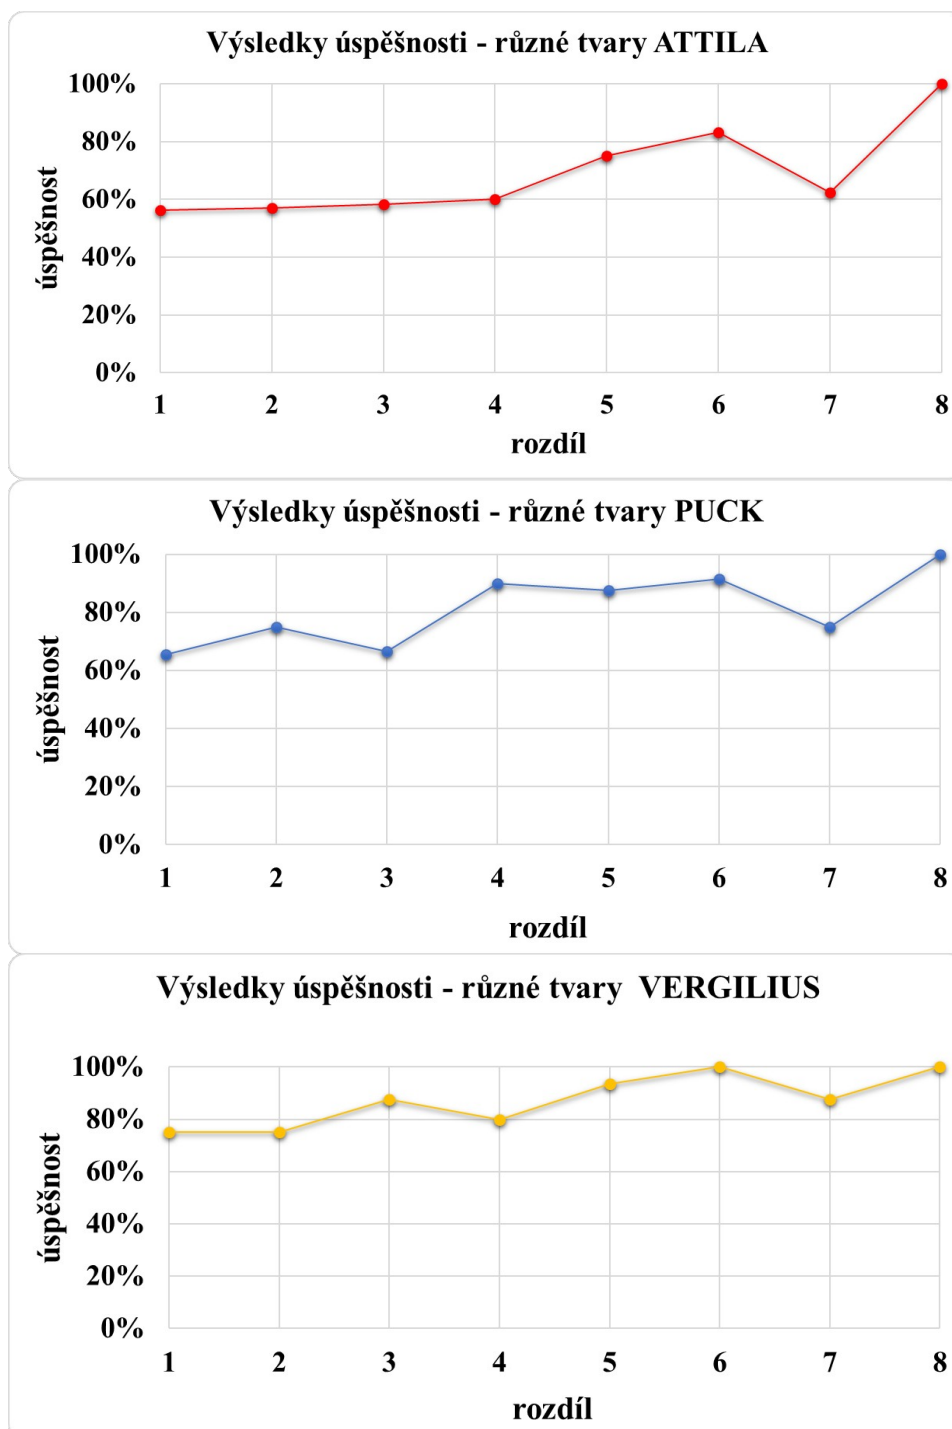 Výsledky úspěšnosti - různé tvary ATTILA
100%
80%
60%
40%
20%
0%
úspěšnost
1 2 3 4 5 6 7 8
rozdíl
Výsledky úspěšnosti - různé tvary PUCK
100%
80%
60%
40%
20%
0%
úspěšnost
1 2 3 4 5 6 7 8
rozdíl
Výsledky úspěšnosti - různé tvary  VERGILIUS
100%
80%
60%
40%
20%
0%
úspěšnost
1 2 3 4 5 6 7 8
rozdíl